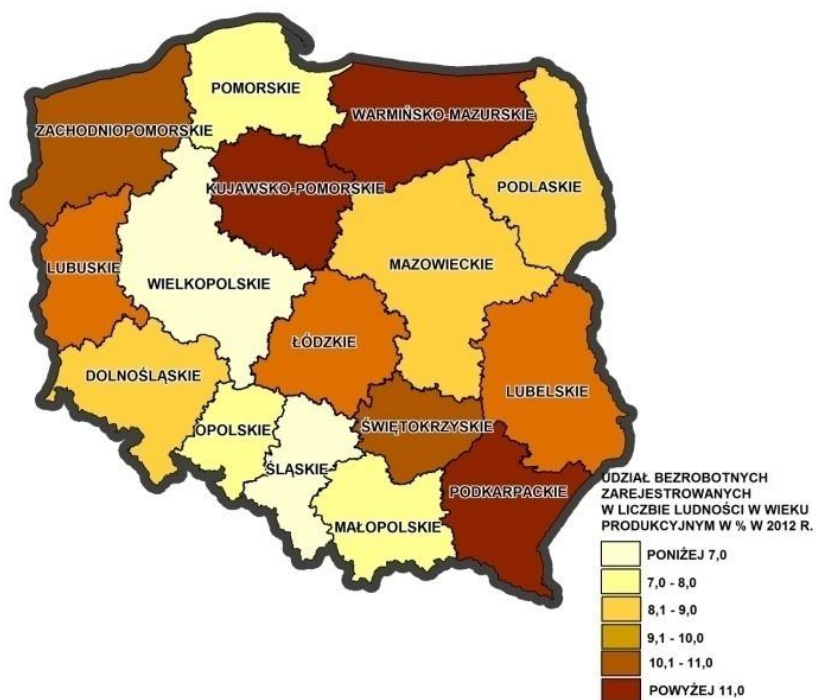 POMORSKIE
WARMIŃSKO-MAZURSKIE
ZACHODNIOPOMORSKIE
KUJAWSKO-POMORSKIE
PODLASKIE
LUBUSKIE
WIELKOPOLSKIE
MAZOWIECKIE
ŁÓDZKIE
DOLNOŚLĄSKIE
LUBELSKIE
OPOLSKIE
ŚWIĘTOKRZYSKIE
ŚLĄSKIE
PODKARPACKIE
MAŁOPOLSKIE
UDZIAŁ BEZROBOTNYCH
ZAREJESTROWANYCH
W LICZBIE LUDNOŚCI W WIEKU
PRODUKCYJNYM W % W 2012 R.
PONIŻEJ 7,0
7,0 - 8,0
8,1 - 9,0
9,1 - 10,0
10,1 - 11,0
POWYŻEJ 11,0